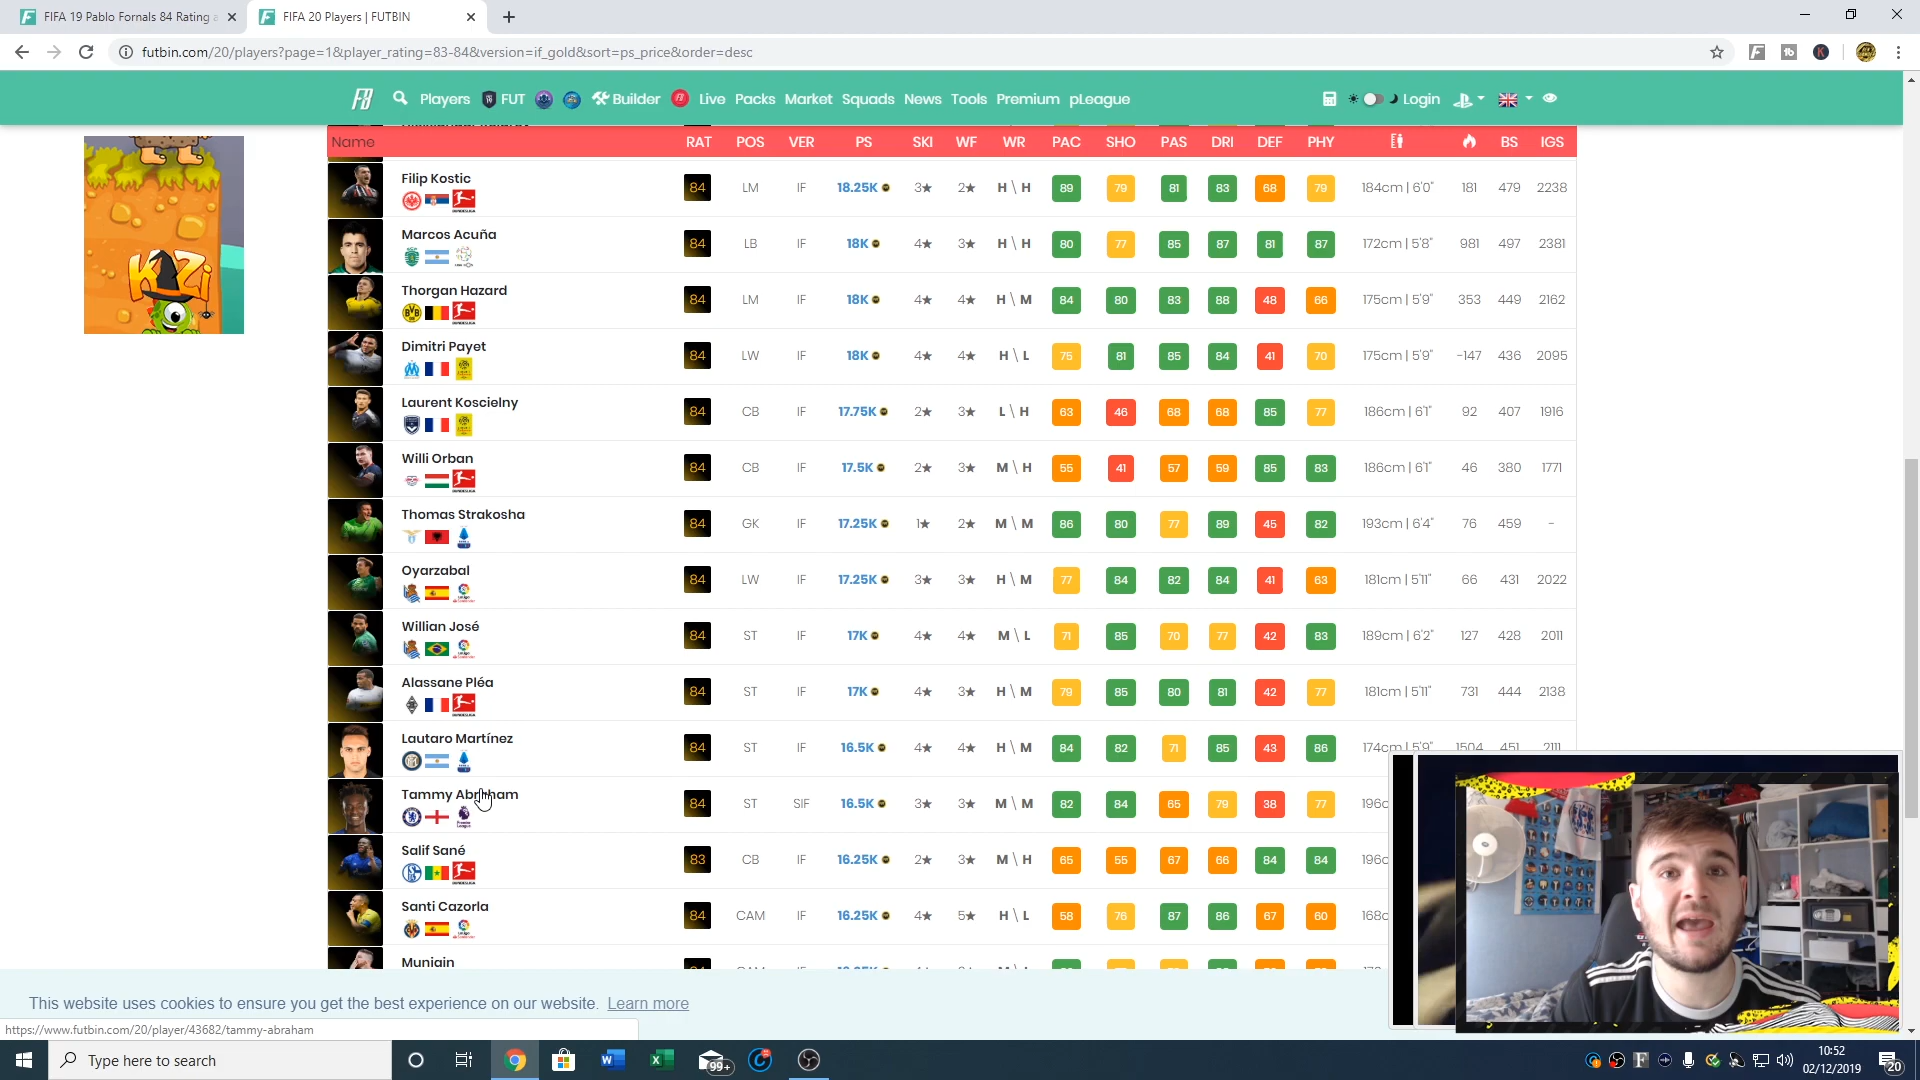 FIFA 19 Pablo Fornals 84 Rating a
FIFA 20 Players | FUTBIN
futbin.com/20/players?page=1&player_rating=83-84&version=if_gold&sort=ps_price&order=desc
Players FUT Builder Live Packs Market Squads News Tools Premium pLeague Login
Name RAT POS VER PS SKI WF WR PAC SHO PAS DRI DEF PHY BS IGS
Filip Kostic 84 LM IF 18.25K 3★ 2★ H \ H 89 79 81 83 68 79 184cm | 6'0" 181 479 2238
Marcos Acuña 84 LB IF 18K 4★ 3★ H \ H 80 77 85 87 81 87 172cm | 5'8" 981 497 2381
Thorgan Hazard 84 LM IF 18K 4★ 4★ H \ M 84 80 83 88 48 66 175cm | 5'9" 353 449 2162
Dimitri Payet 84 LW IF 18K 4★ 4★ H \ L 75 81 85 84 41 70 175cm | 5'9" -147 436 2095
Laurent Koscielny 84 CB IF 17.75K 2★ 3★ L \ H 63 46 68 68 85 77 186cm | 6'1" 92 407 1916
Willi Orban 84 CB IF 17.5K 2★ 3★ M \ H 55 41 57 59 85 83 186cm | 6'1" 46 380 1771
Thomas Strakosha 84 GK IF 17.25K 1★ 2★ M \ M 86 80 77 89 45 82 193cm | 6'4" 76 459 -
Oyarzabal 84 LW IF 17.25K 3★ 3★ H \ M 77 84 82 84 41 63 181cm | 5'11" 66 431 2022
Willian José 84 ST IF 17K 4★ 4★ M \ L 71 85 70 77 42 83 189cm | 6'2" 127 428 2011
Alassane Pléa 84 ST IF 17K 4★ 3★ H \ M 79 85 80 81 42 77 181cm | 5'11" 731 444 2138
Lautaro Martínez 84 ST IF 16.5K 4★ 4★ H \ M 84 82 71 85 43 86 174cm | 5'9" 1504 451 2111
Tammy Abraham 84 ST SIF 16.5K 3★ 3★ M \ M 82 84 65 79 38 77 196c
Salif Sané 83 CB IF 16.25K 2★ 3★ M \ H 65 55 67 66 84 84 196c
Santi Cazorla 84 CAM IF 16.25K 4★ 5★ H \ L 58 76 87 86 67 60 168c
Muniain
This website uses cookies to ensure you get the best experience on our website. Learn more
https://www.futbin.com/20/player/43682/tammy-abraham
Type here to search
99+
10:52
02/12/2019
20